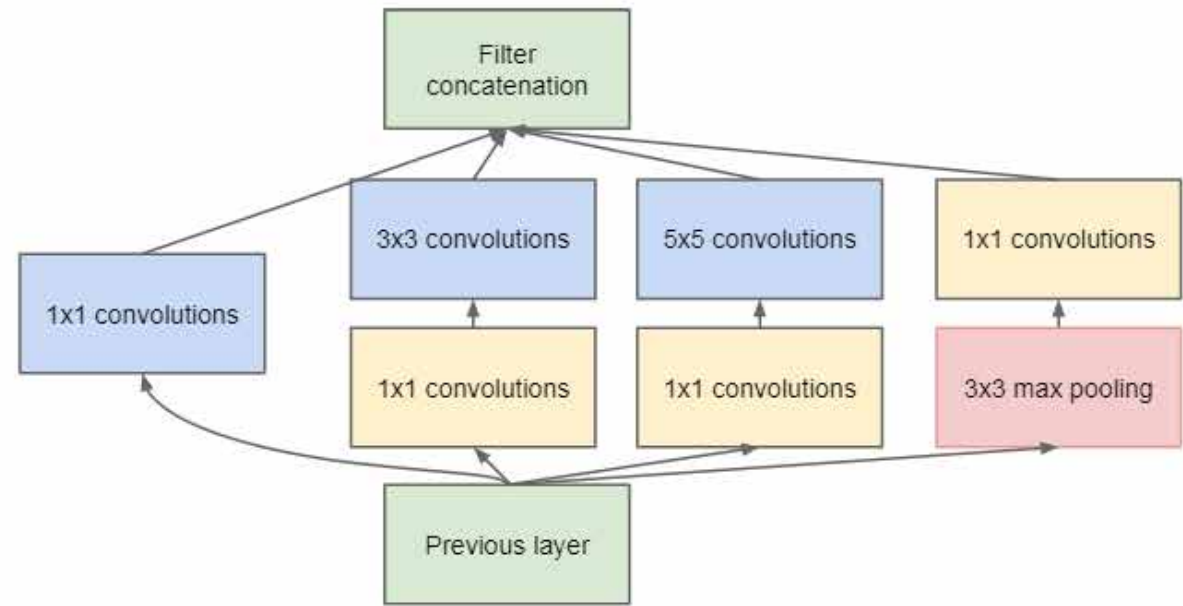 Filter
concatenation
3x3 convolutions
5x5 convolutions
1x1 convolutions
1x1 convolutions
1x1 convolutions
1x1 convolutions
3x3 max pooling
Previous layer